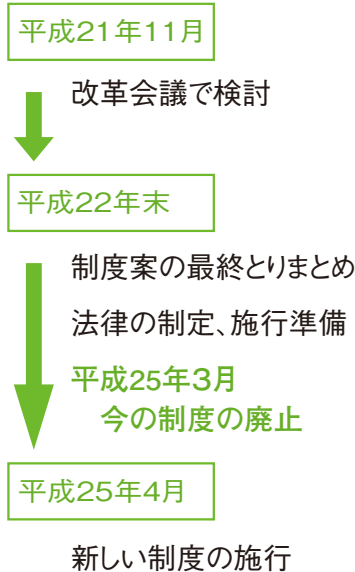 平成21年11月
改革会議で検討
平成22年末
制度案の最終とりまとめ
法律の制定、施行準備
平成25年3月
今の制度の廃止
平成25年4月
新しい制度の施行